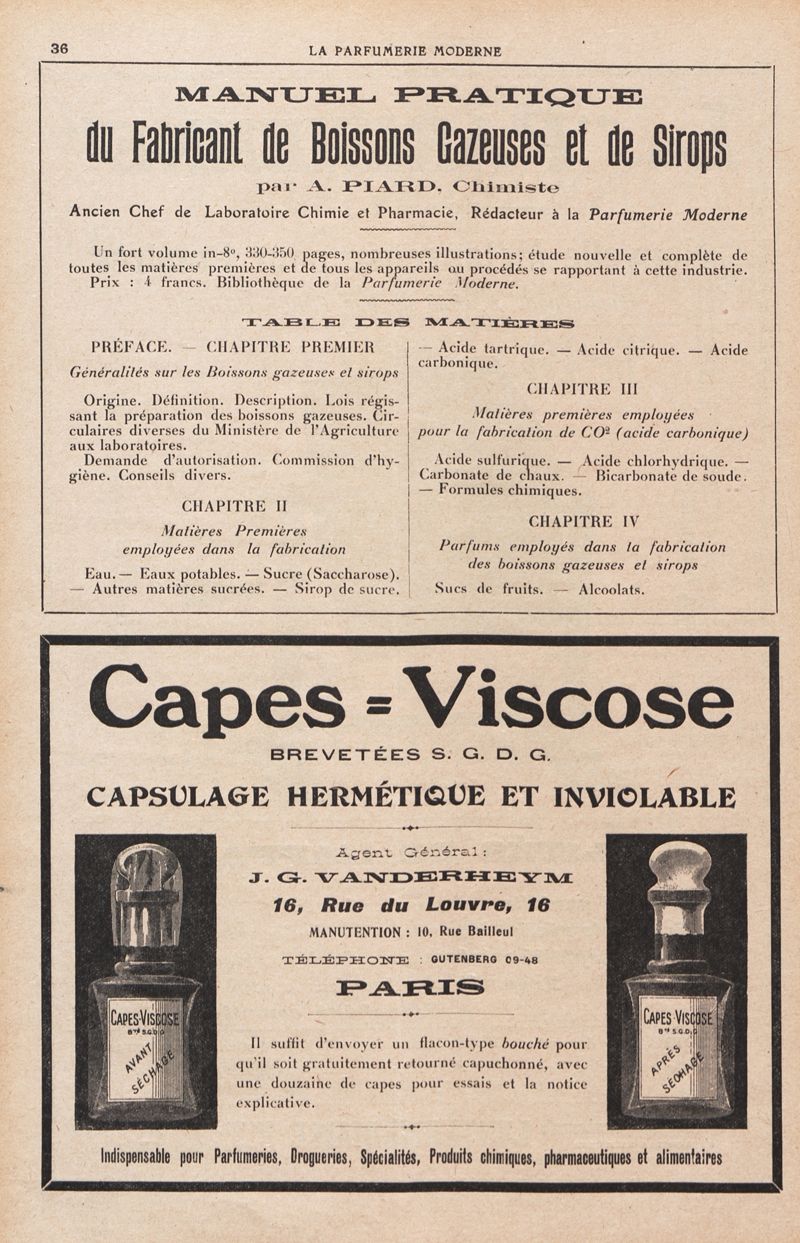 36
LA PARFUMERIE MODERNE
MANUEL PRATIQUE
du Fabricant de Boissons Gazeuses et de Sirops
par A. PIARD, Chimiste
Ancien Chef de Laboratoire Chimie et Pharmacie, Rédacteur à la Parfumerie Moderne
Un fort volume in-8º, 330-350 pages, nombreuses illustrations; étude nouvelle et complète de
toutes les matières premières et de tous les appareils ou procédés se rapportant à cette industrie.
Prix : 4 francs. Bibliothèque de la Parfumerie Moderne.
TABLE DES MATIÈRES
PRÉFACE. — CHAPITRE PREMIER
Généralités sur les Boissons gazeuses et sirops
Origine. Définition. Description. Lois régis-
sant la préparation des boissons gazeuses. Cir-
culaires diverses du Ministère de l'Agriculture
aux laboratoires.
Demande d'autorisation. Commission d'hy-
giène. Conseils divers.
CHAPITRE II
Matières Premières
employées dans la fabrication
Eau. — Eaux potables. — Sucre (Saccharose).
— Autres matières sucrées. — Sirop de sucre.
— Acide tartrique. — Acide citrique. — Acide
carbonique.
CHAPITRE III
Matières premières employées
pour la fabrication de CO² (acide carbonique)
Acide sulfurique. — Acide chlorhydrique. —
Carbonate de chaux. — Bicarbonate de soude.
— Formules chimiques.
CHAPITRE IV
Parfums employés dans la fabrication
des boissons gazeuses et sirops
Sucs de fruits. — Alcoolats.
Capes=Viscose
BREVETÉES S. G. D. G.
CAPSULAGE HERMÉTIQUE ET INVIOLABLE
Agent Général:
J. G. VANDERHEYM
16, Rue du Louvre, 16
MANUTENTION : 10, Rue Bailleul
TÉLÉPHONE : GUTENBERG 09-48
PARIS
Il suffit d'envoyer un flacon-type bouché pour
qu'il soit gratuitement retourné capuchonné, avec
une douzaine de capes pour essais et la notice
explicative.
CAPES-VISCOSE
Btes S.G.D.G
AVANT
SÉCHAGE
CAPES-VISCOSE
Btes S.G.D.G
APRÈS
SÉCHAGE
Indispensable pour Parfumeries, Drogueries, Spécialités, Produits chimiques, pharmaceutiques et alimentaires